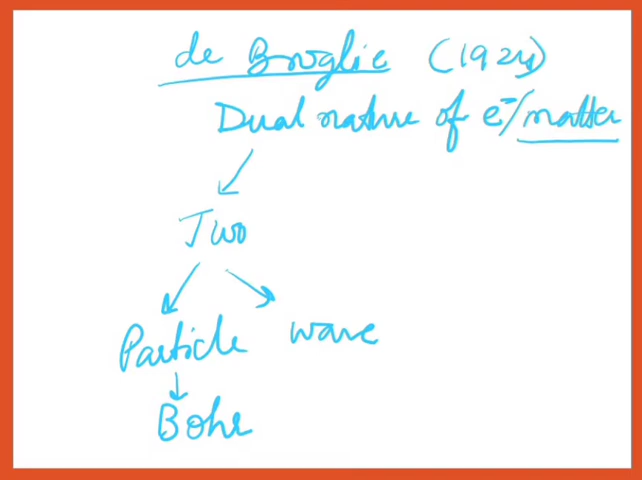 de Broglie (1924)
Dual nature of e⁻/matter
Two
Particle wave
Bohr